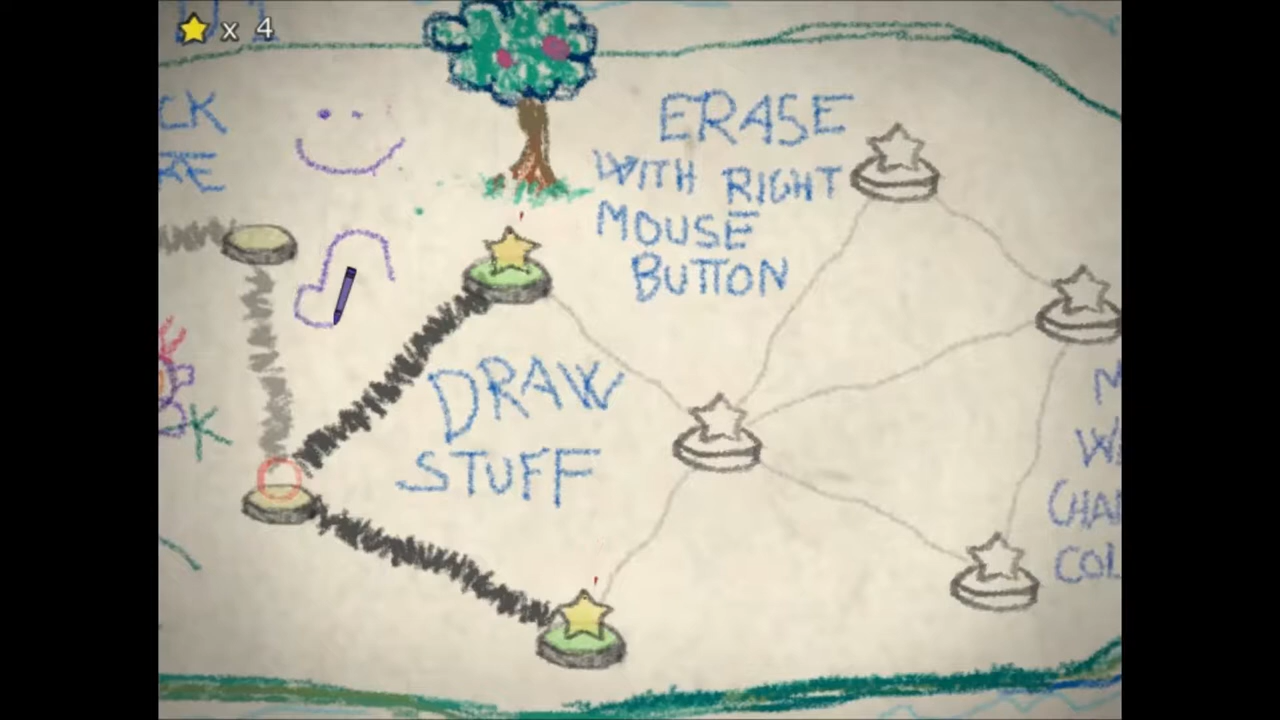 x 4
ERASE
WITH RIGHT
MOUSE
BUTTON
DRAW
STUFF